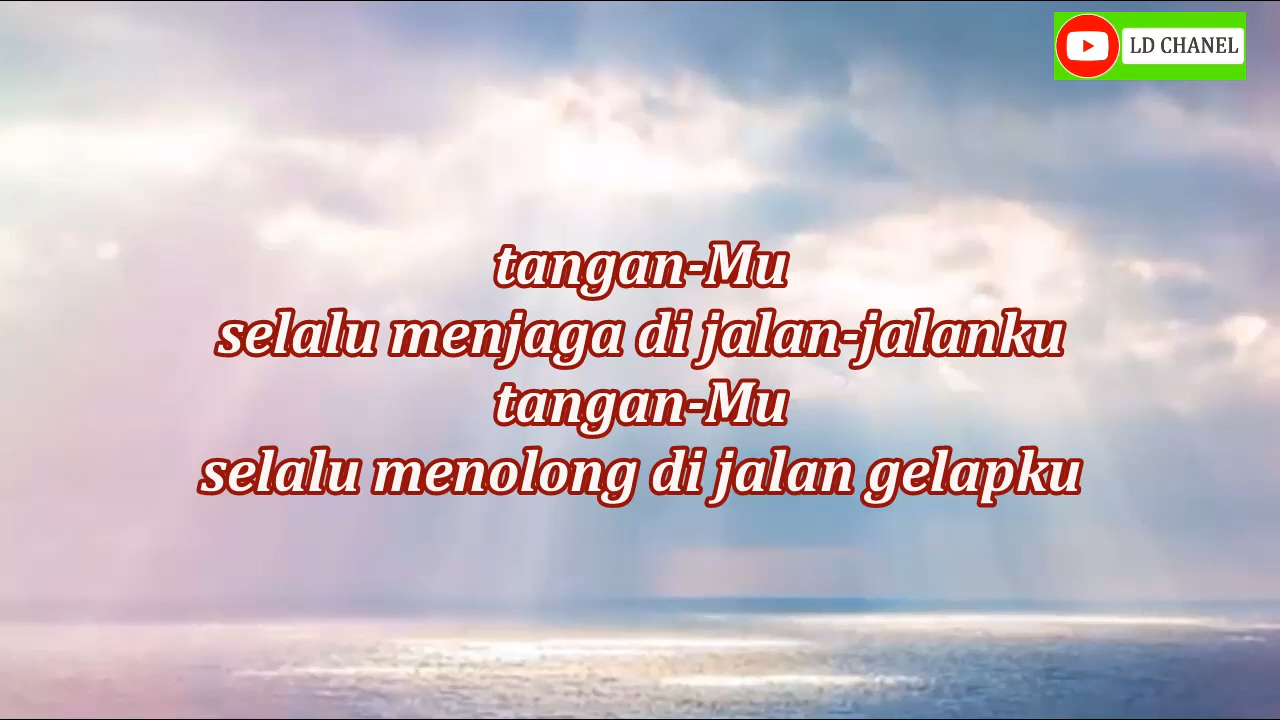 LD CHANEL
tangan-Mu
selalu menjaga di jalan-jalanku
tangan-Mu
selalu menolong di jalan gelapku